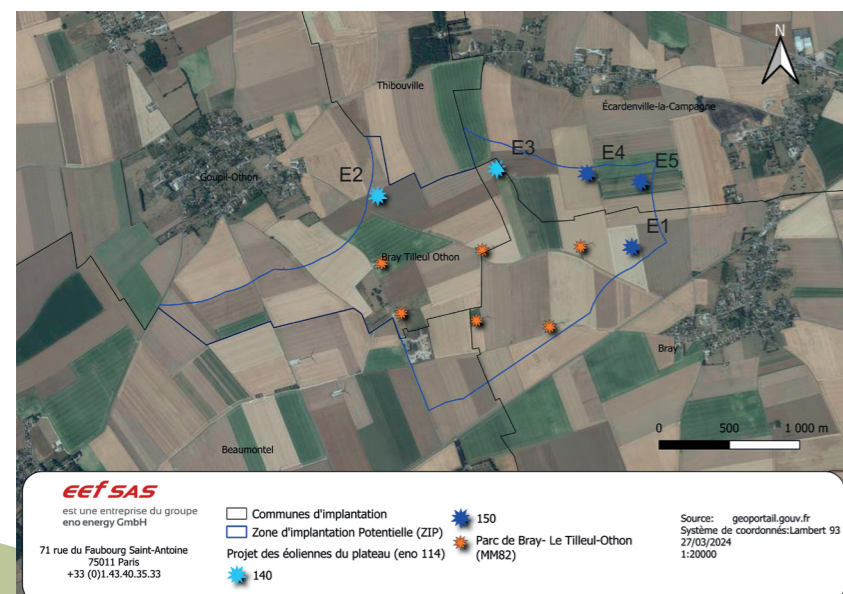 N
Thibouville
Écardenville-la-Campagne
E3
E4
E5
Goupil-Othon
E2
E1
Bray Tilleul Othon
Bray
0 500 1 000 m
Beaumontel
eef SAS
est une entreprise du groupe
eno energy GmbH
71 rue du Faubourg Saint-Antoine
75011 Paris
+33 (0)1.43.40.35.33
Communes d'implantation
Zone d'implantation Potentielle (ZIP)
Projet des éoliennes du plateau (eno 114)
140
150
Parc de Bray- Le Tilleul-Othon
(MM82)
Source: geoportail.gouv.fr
Système de coordonnés:Lambert 93
27/03/2024
1:20000